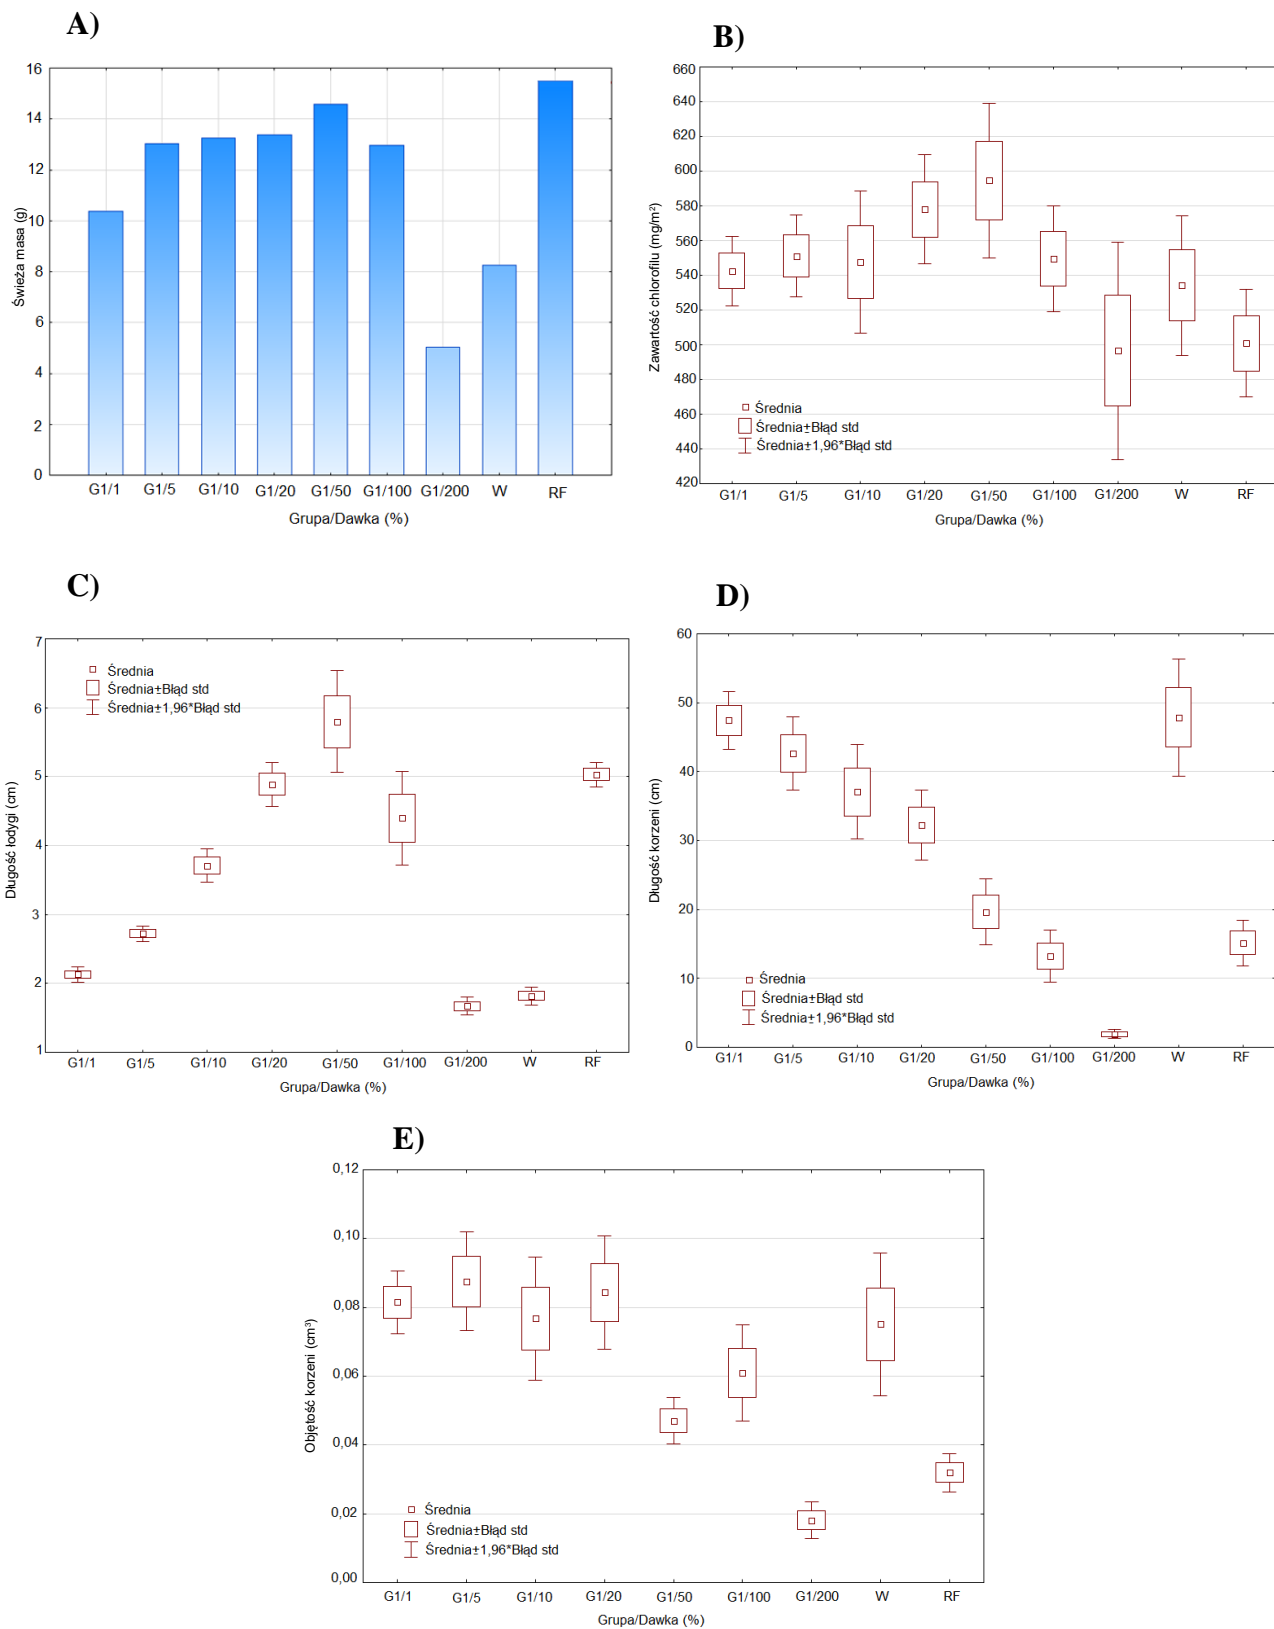 A)
16
14
12
10
8
6
4
2
0
Świeża masa (g)
G1/1 G1/5 G1/10 G1/20 G1/50 G1/100 G1/200 W RF
Grupa/Dawka (%)
B)
660
640
620
600
580
560
540
520
500
480
460
440
420
Zawartość chlorofilu (mg/m²)
Średnia
Średnia±Błąd std
Średnia±1,96*Błąd std
G1/1 G1/5 G1/10 G1/20 G1/50 G1/100 G1/200 W RF
Grupa/Dawka (%)
C)
7
6
5
4
3
2
1
Długość łodygi (cm)
Średnia
Średnia±Błąd std
Średnia±1,96*Błąd std
G1/1 G1/5 G1/10 G1/20 G1/50 G1/100 G1/200 W RF
Grupa/Dawka (%)
D)
60
50
40
30
20
10
0
Długość korzeni (cm)
Średnia
Średnia±Błąd std
Średnia±1,96*Błąd std
G1/1 G1/5 G1/10 G1/20 G1/50 G1/100 G1/200 W RF
Grupa/Dawka (%)
E)
0,12
0,10
0,08
0,06
0,04
0,02
0,00
Objętość korzeni (cm³)
Średnia
Średnia±Błąd std
Średnia±1,96*Błąd std
G1/1 G1/5 G1/10 G1/20 G1/50 G1/100 G1/200 W RF
Grupa/Dawka (%)